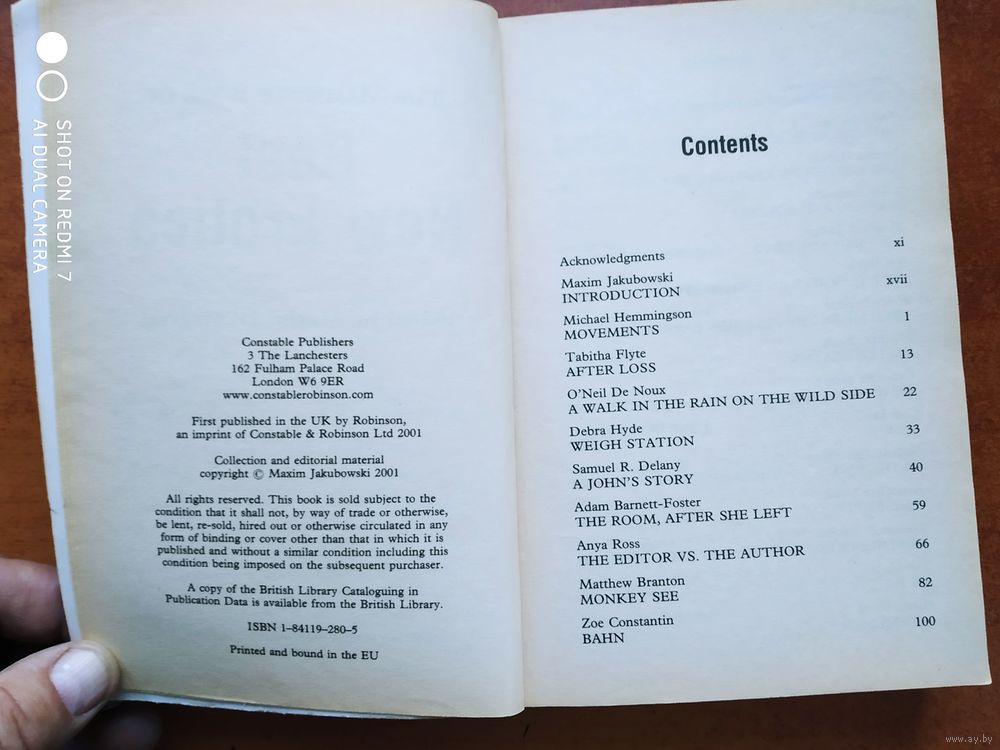 SHOT ON REDMI 7
AI DUAL CAMERA
Constable Publishers
3 The Lanchesters
162 Fulham Palace Road
London W6 9ER
www.constablerobinson.com
First published in the UK by Robinson,
an imprint of Constable & Robinson Ltd 2001
Collection and editorial material
copyright © Maxim Jakubowski 2001
All rights reserved. This book is sold subject to the
condition that it shall not, by way of trade or otherwise,
be lent, re-sold, hired out or otherwise circulated in any
form of binding or cover other than that in which it is
published and without a similar condition including this
condition being imposed on the subsequent purchaser.
A copy of the British Library Cataloguing in
Publication Data is available from the British Library.
ISBN 1–84119–280–5
Printed and bound in the EU
Contents
Acknowledgments xi
Maxim Jakubowski
INTRODUCTION xvii
Michael Hemmingson
MOVEMENTS 1
Tabitha Flyte
AFTER LOSS 13
O'Neil De Noux
A WALK IN THE RAIN ON THE WILD SIDE 22
Debra Hyde
WEIGH STATION 33
Samuel R. Delany
A JOHN'S STORY 40
Adam Barnett-Foster
THE ROOM, AFTER SHE LEFT 59
Anya Ross
THE EDITOR VS. THE AUTHOR 66
Matthew Branton
MONKEY SEE 82
Zoe Constantin
BAHN 100
www.ay.by